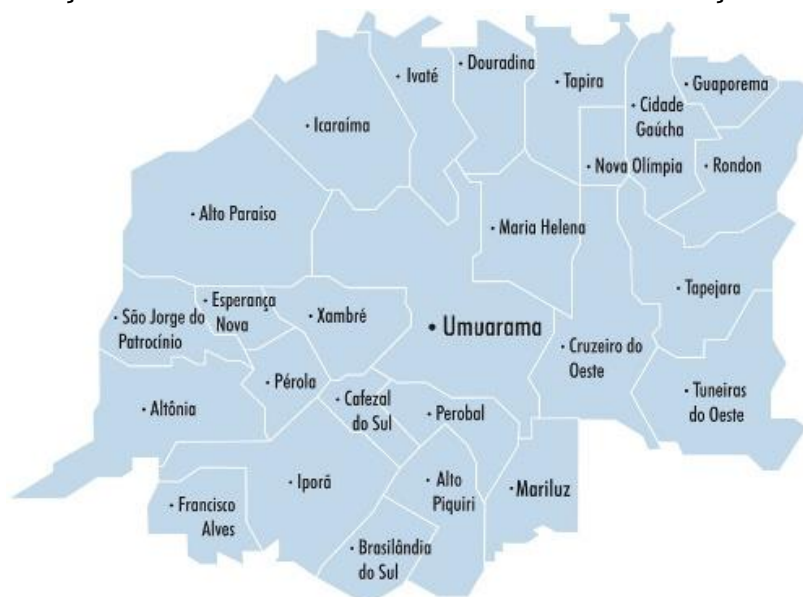 Douradina
Ivaté
Tapira
Guaporema
Cidade
Gaúcha
Icaraíma
Nova Olímpia
Rondon
Alto Paraíso
Maria Helena
Tapejara
Esperança
Nova
São Jorge do
Patrocínio
Xambré
Umuarama
Cruzeiro do
Oeste
Pérola
Tuneiras
do Oeste
Altônia
Cafezal
do Sul
Perobal
Iporã
Alto
Piquiri
Mariluz
Francisco
Alves
Brasilândia
do Sul